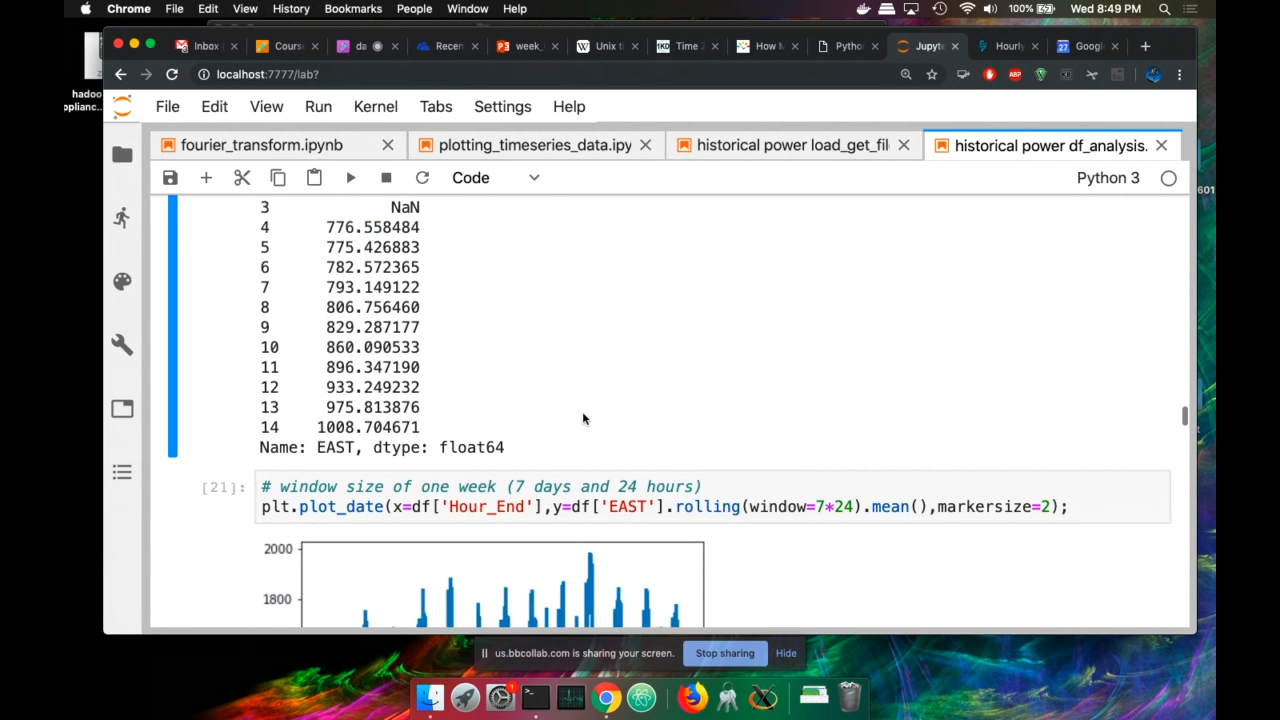 Chrome File Edit View History Bookmarks People Window Help 100% Wed 8:49 PM
hadoo
pplianc...
Inbox Cours da Recen week_ Unix ti Time How M Pytho Jupyt Hourly Googl
localhost:7777/lab?
File Edit View Run Kernel Tabs Settings Help
fourier_transform.ipynb plotting_timeseries_data.ipy historical power load_get_fil historical power df_analysis.
Code Python 3
601
3 NaN
4 776.558484
5 775.426883
6 782.572365
7 793.149122
8 806.756460
9 829.287177
10 860.090533
11 896.347190
12 933.249232
13 975.813876
14 1008.704671
Name: EAST, dtype: float64
[21]: # window size of one week (7 days and 24 hours)
plt.plot_date(x=df['Hour_End'],y=df['EAST'].rolling(window=7*24).mean(),markersize=2);
2000
1800
us.bbcollab.com is sharing your screen. Stop sharing Hide